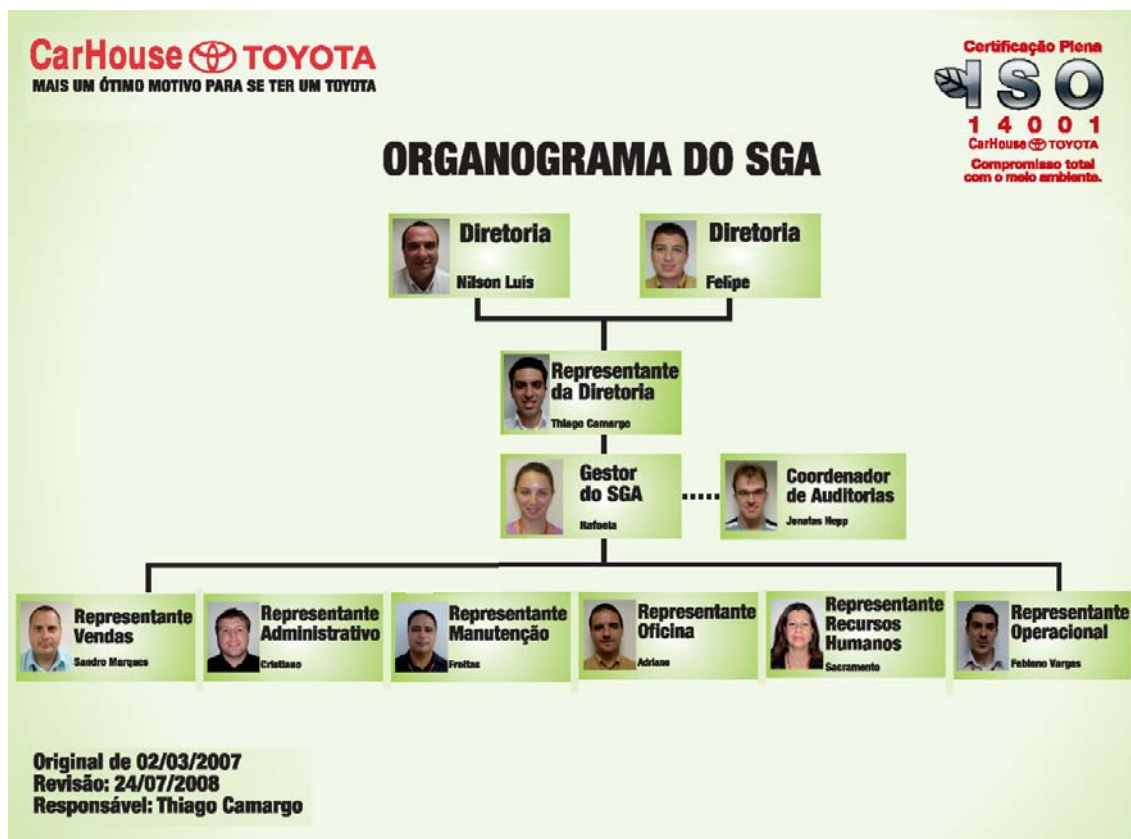 CarHouse TOYOTA
MAIS UM ÓTIMO MOTIVO PARA SE TER UM TOYOTA
Certificação Plena
ISO
14001
CarHouse TOYOTA
Compromisso total
com o meio ambiente.
ORGANOGRAMA DO SGA
Diretoria
Nilson Luís
Diretoria
Felipe
Representante
da Diretoria
Thiago Camargo
Gestor
do SGA
Rafaela
Coordenador
de Auditorias
Jonatas Hepp
Representante
Vendas
Sandro Marques
Representante
Administrativo
Cristiano
Representante
Manutenção
Freitas
Representante
Oficina
Adriano
Representante
Recursos
Humanos
Sacramento
Representante
Operacional
Fabiano Vargas
Original de 02/03/2007
Revisão: 24/07/2008
Responsável: Thiago Camargo